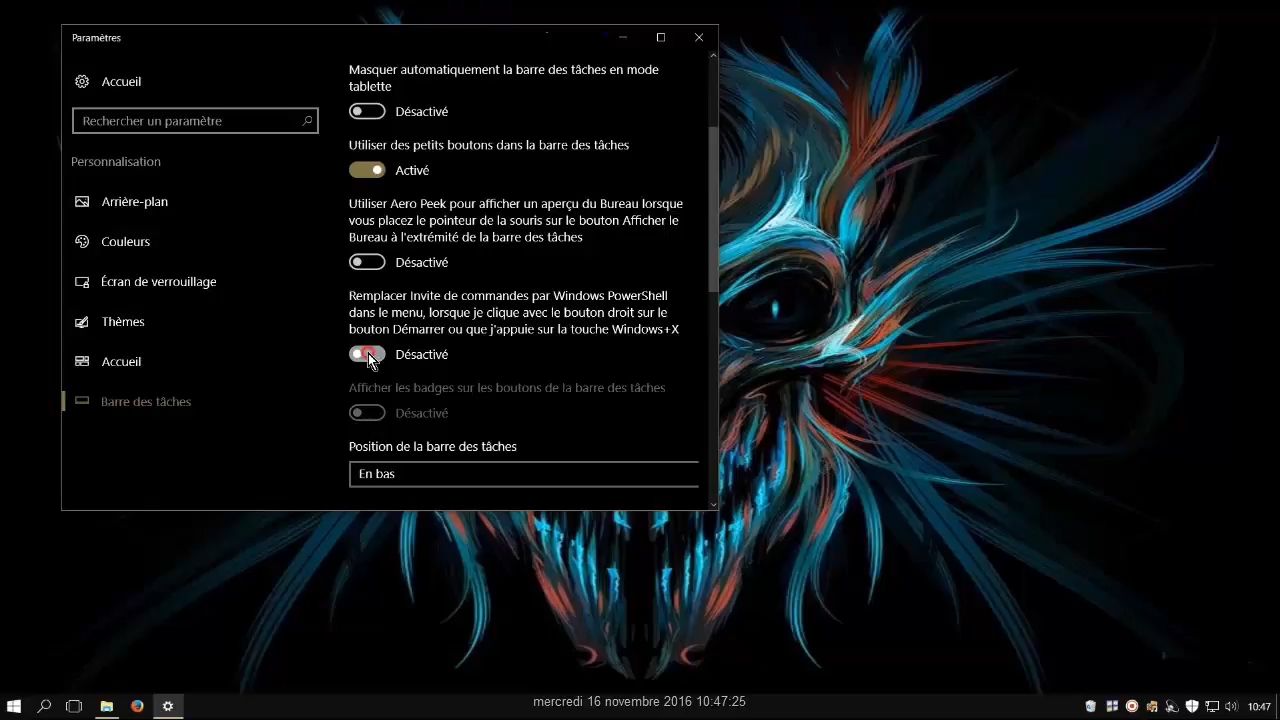 Paramètres
Accueil
Rechercher un paramètre
Personnalisation
Arrière-plan
Couleurs
Écran de verrouillage
Thèmes
Accueil
Barre des tâches
Masquer automatiquement la barre des tâches en mode
tablette
Désactivé
Utiliser des petits boutons dans la barre des tâches
Activé
Utiliser Aero Peek pour afficher un aperçu du Bureau lorsque
vous placez le pointeur de la souris sur le bouton Afficher le
Bureau à l'extrémité de la barre des tâches
Désactivé
Remplacer Invite de commandes par Windows PowerShell
dans le menu, lorsque je clique avec le bouton droit sur le
bouton Démarrer ou que j'appuie sur la touche Windows+X
Désactivé
Afficher les badges sur les boutons de la barre des tâches
Désactivé
Position de la barre des tâches
En bas
mercredi 16 novembre 2016 10:47:25
10:47